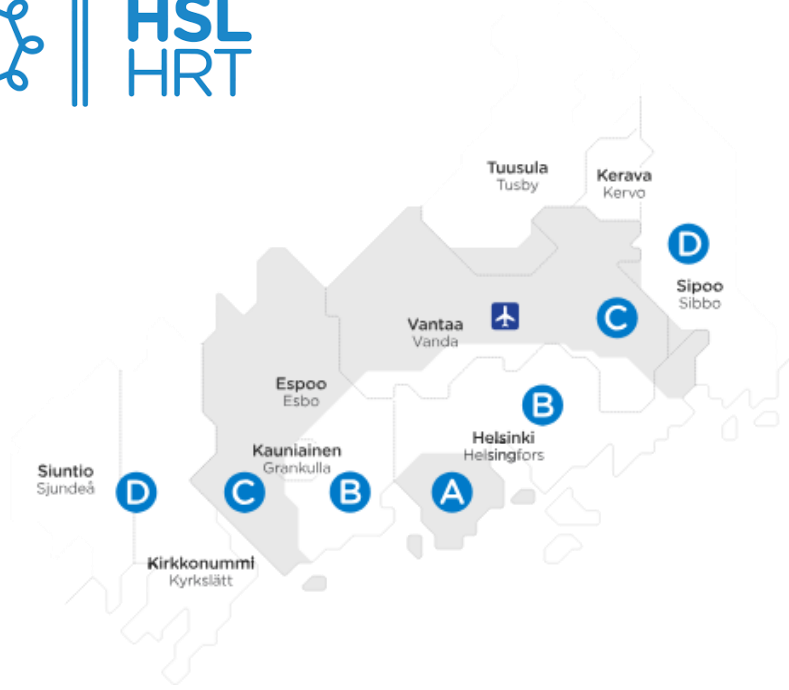 HSL
HRT
Tuusula
Tusby
Kerava
Kervo
D
Sipoo
Sibbo
C
Vantaa
Vanda
Espoo
Esbo
B
Helsinki
Helsingfors
Kauniainen
Grankulla
Siuntio
Sjundeå
D
C
B
A
Kirkkonummi
Kyrkslätt